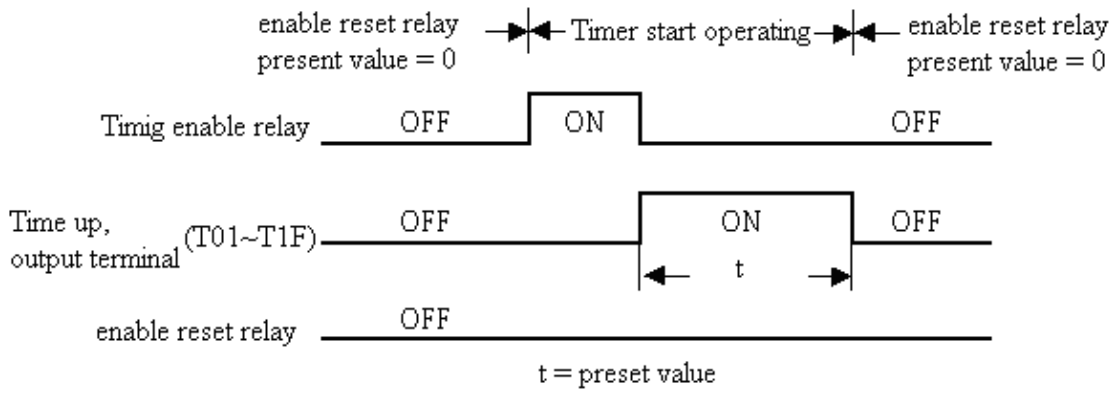 enable reset relay
present value = 0
Timer start operating
enable reset relay
present value = 0
Timig enable relay
OFF
ON
OFF
Time up,
output terminal
(T01~T1F)
OFF
ON
OFF
t
enable reset relay
OFF
t = preset value